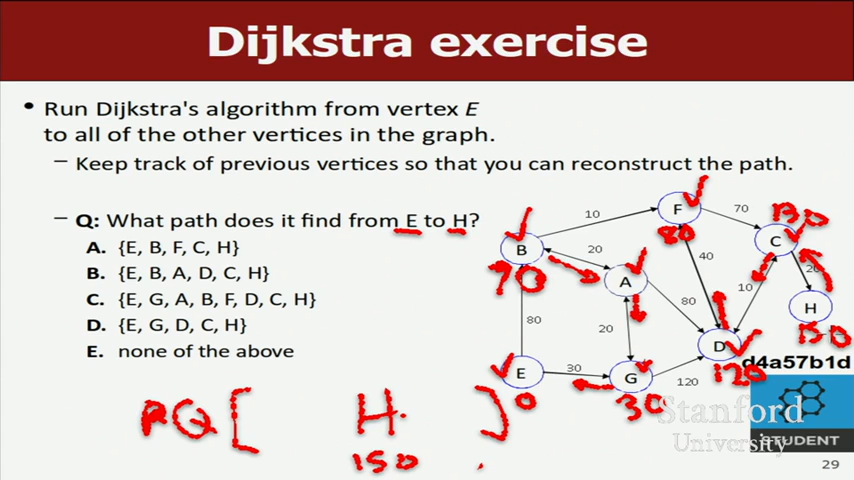 Dijkstra exercise
• Run Dijkstra's algorithm from vertex E
to all of the other vertices in the graph.
– Keep track of previous vertices so that you can reconstruct the path.
– Q: What path does it find from E to H?
A. {E, B, F, C, H}
B. {E, B, A, D, C, H}
C. {E, G, A, B, F, D, C, H}
D. {E, G, D, C, H}
E. none of the above
F
70
130
10
80
C
B
20
40
20
70
A
10
H
80
80
150
20
D
d4a57b1d
E
30
G
120
120
0
30
PQ [ H )
150
Stanford
University
STUDENT
29